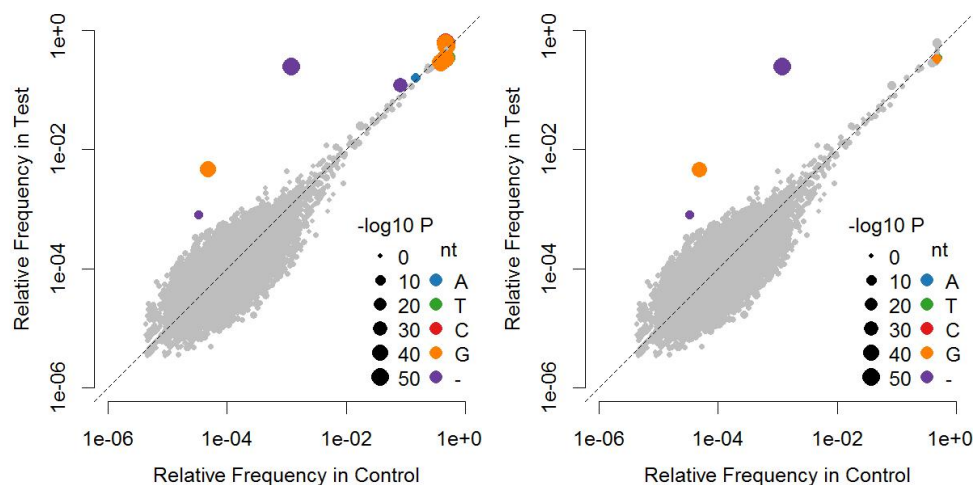 1e+0
1e-02
1e-04
1e-06
Relative Frequency in Test
-log10 P
nt
0
10 A
20 T
30 C
40 G
50 -
1e-06 1e-04 1e-02 1e+0
Relative Frequency in Control
1e+0
1e-02
1e-04
1e-06
Relative Frequency in Test
-log10 P
nt
0
10 A
20 T
30 C
40 G
50 -
1e-06 1e-04 1e-02 1e+0
Relative Frequency in Control